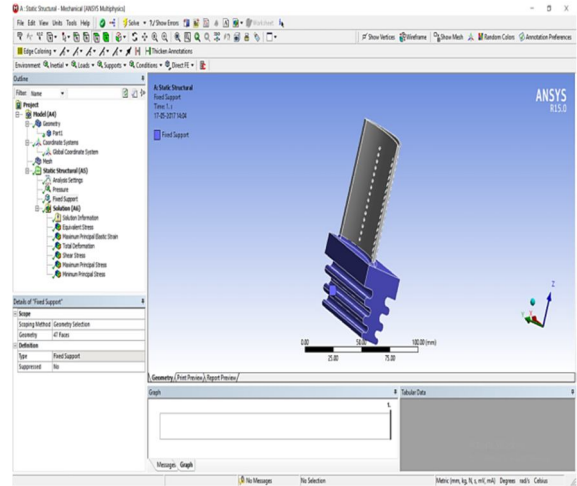 A : Static Structural - Mechanical [ANSYS Multiphysics]
File Edit View Units Tools Help Solve ?/ Show Errors Worksheet
Show Vertices Wireframe Show Mesh Random Colors Annotation Preferences
Edge Coloring Thicken Annotations
Environment Inertial Loads Supports Conditions Direct FE
Outline
Filter: Name
Project
Model (A4)
Geometry
Part1
Coordinate Systems
Global Coordinate System
Mesh
Static Structural (A5)
Analysis Settings
Pressure
Fixed Support
Solution (A6)
Solution Information
Equivalent Stress
Maximum Principal Elastic Strain
Total Deformation
Shear Stress
Maximum Principal Stress
Minimum Principal Stress
A: Static Structural
Fixed Support
Time: 1. s
17-05-2017 14:04
Fixed Support
ANSYS
R15.0
Z
Y
X
0.00 50.00 100.00 (mm)
25.00 75.00
Details of "Fixed Support"
Scope
Scoping Method Geometry Selection
Geometry 47 Faces
Definition
Type Fixed Support
Suppressed No
Geometry Print Preview Report Preview
Graph
1.
Messages Graph
Tabular Data
No Messages No Selection Metric (mm, kg, N, s, mV, mA) Degrees rad/s Celsius